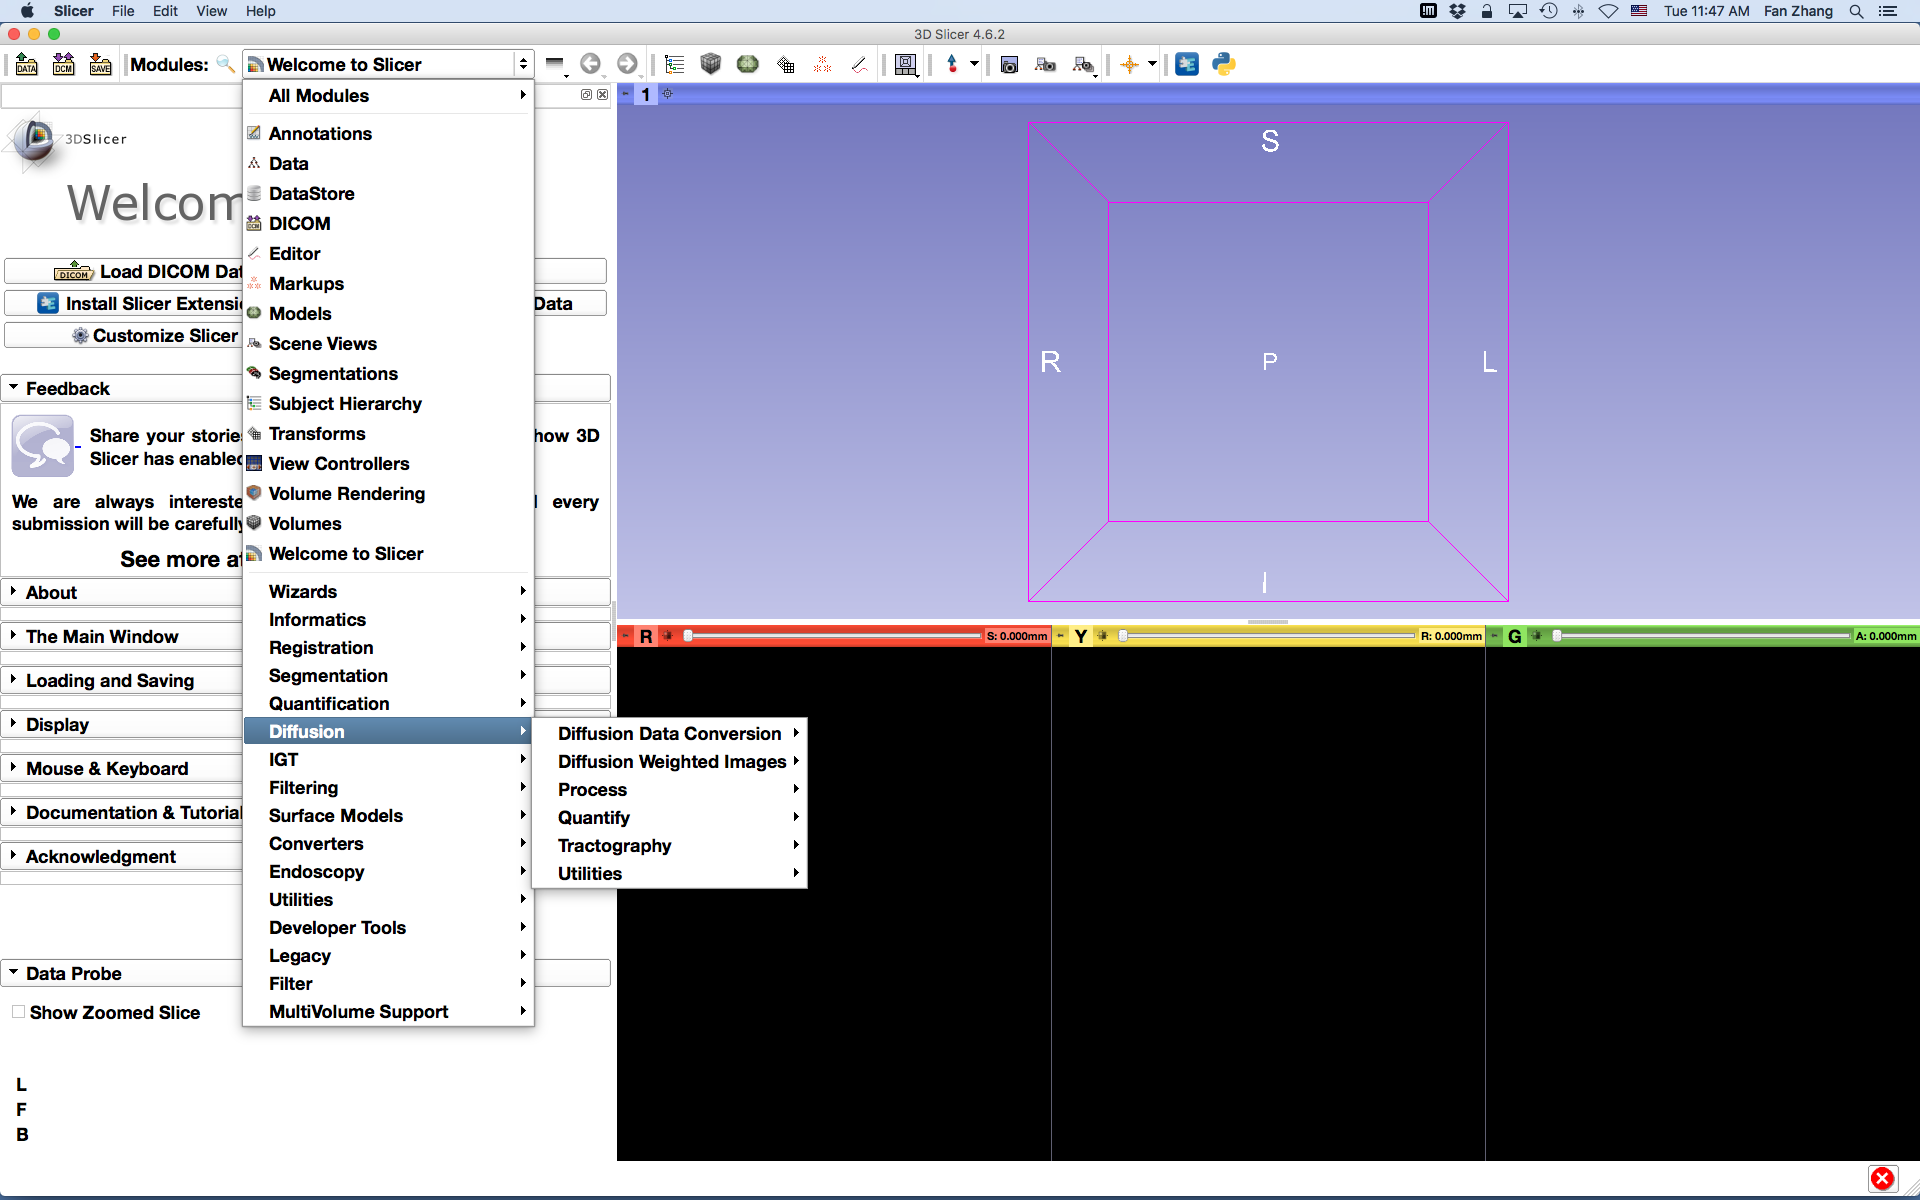 Slicer File Edit View Help
Tue 11:47 AM Fan Zhang
3D Slicer 4.6.2
DATA DCM SAVE Modules: Welcome to Slicer
1
All Modules
Annotations
Data
DataStore
DICOM
Editor
Markups
Models
Scene Views
Segmentations
Subject Hierarchy
Transforms
View Controllers
Volume Rendering
Volumes
Welcome to Slicer
Wizards
Informatics
Registration
Segmentation
Quantification
Diffusion
IGT
Filtering
Surface Models
Converters
Endoscopy
Utilities
Developer Tools
Legacy
Filter
MultiVolume Support
Diffusion Data Conversion
Diffusion Weighted Images
Process
Quantify
Tractography
Utilities
3DSlicer
Welcom
DICOM Load DICOM Dat
Install Slicer Extensi Data
Customize Slicer
Feedback
Share your storie how 3D
Slicer has enabled
We are always intereste every
submission will be carefully
See more at
About
The Main Window
Loading and Saving
Display
Mouse & Keyboard
Documentation & Tutorial
Acknowledgment
Data Probe
Show Zoomed Slice
L
F
B
S
R P L
I
R S: 0.000mm Y R: 0.000mm G A: 0.000mm